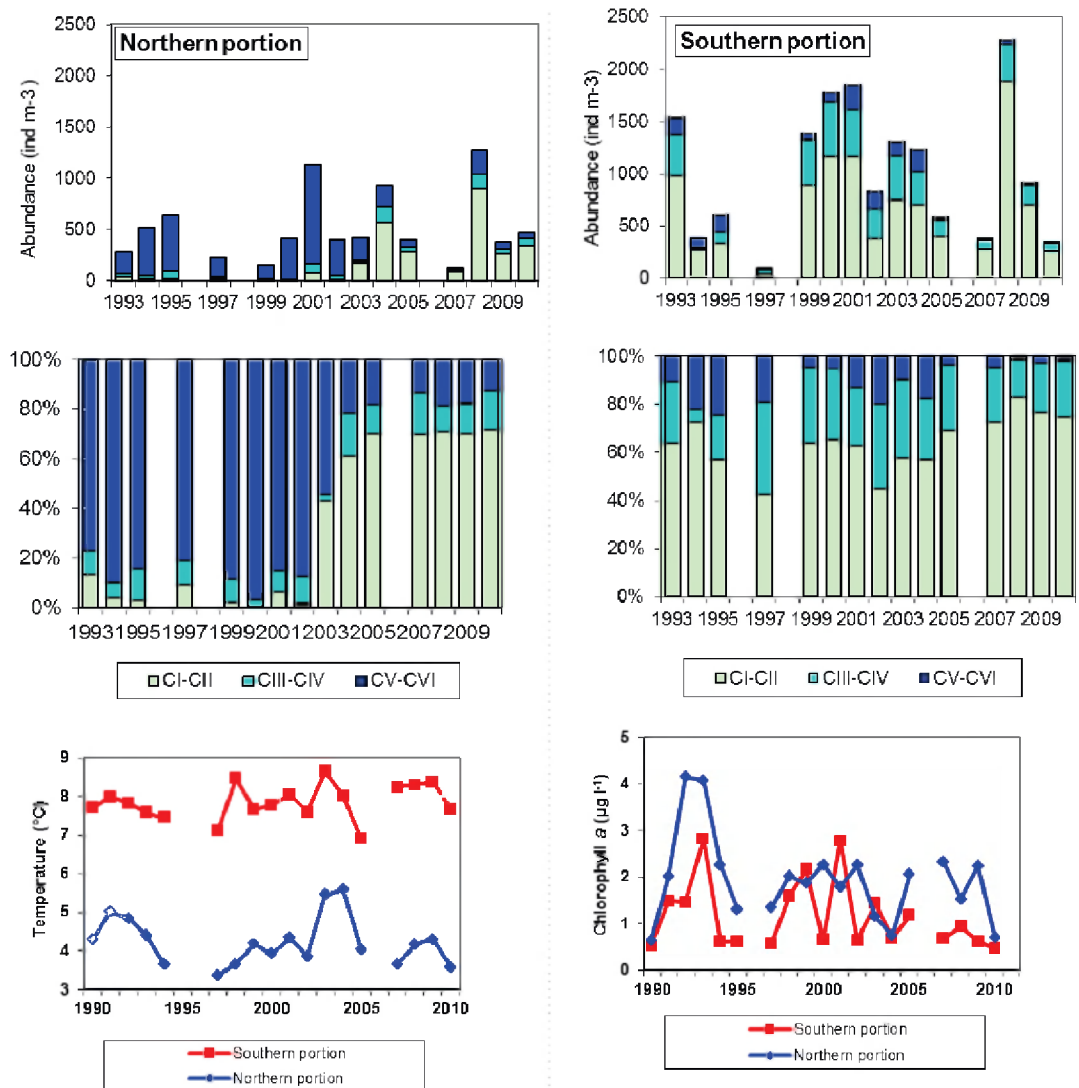 Northern portion
Abundance (ind m-3 )
2500
2000
1500
1000
500
0
1993 1995 1997 1999 2001 2003 2005 2007 2009
Southern portion
Abundance (ind m-3)
2500
2000
1500
1000
500
0
1993 1995 1997 1999 2001 2003 2005 2007 2009
100%
80%
60%
40%
20%
0%
1993 1995 1997 1999 2001 2003 2005 2007 2009
CI-CII CIII-CIV CV-CVI
100%
80%
60%
40%
20%
0%
1993 1995 1997 1999 2001 2003 2005 2007 2009
CI-CII CIII-CIV CV-CVI
Temperature (°C)
9
8
7
6
5
4
3
1990 1995 2000 2005 2010
Southern portion
Northern portion
Chlorophyll a (µg l-1)
5
4
3
2
1
0
1990 1995 2000 2005 2010
Southern portion
Northern portion